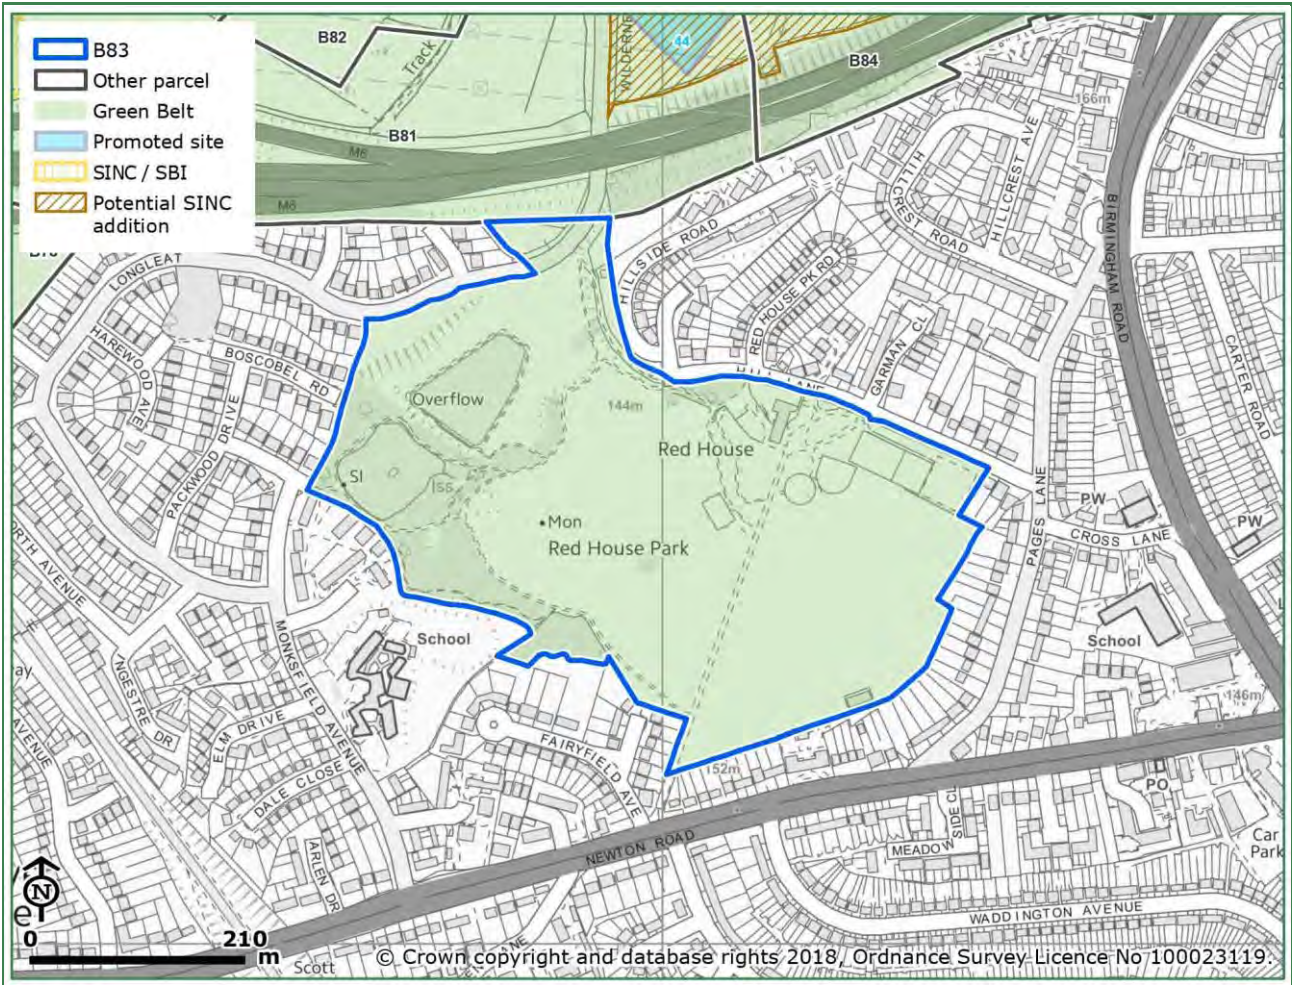 B83
Other parcel
Green Belt
Promoted site
SINC / SBI
Potential SINC
addition
B82
Track
44
B84
B81
M6
M6
166m
HILLCREST AVE
HILL
CREST ROAD
BIRMINGHAM ROAD
HILLSIDE ROAD
LONGLEAT
RED HOUSE PK RD
GARMAN CL
HAREWOOD AVE
BOSCOBEL RD
CARTER ROAD
Overflow
144m
PACKWOOD DRIVE
Red House
Sl
Iss
PAGES LANE
PW
Mon
Red House Park
CROSS LANE
PW
MONKSFIELD AVENUE
School
School
146m
ELM DRIVE
DALE CLOSE
FAIRYFIELD AVE
152m
NEWTON ROAD
PO
ARLEN DR
MEADOW
SIDE CL
Car
Park
WADDINGTON AVENUE
N
0
210
m
Scott
© Crown copyright and database rights 2018, Ordnance Survey Licence No 100023119.